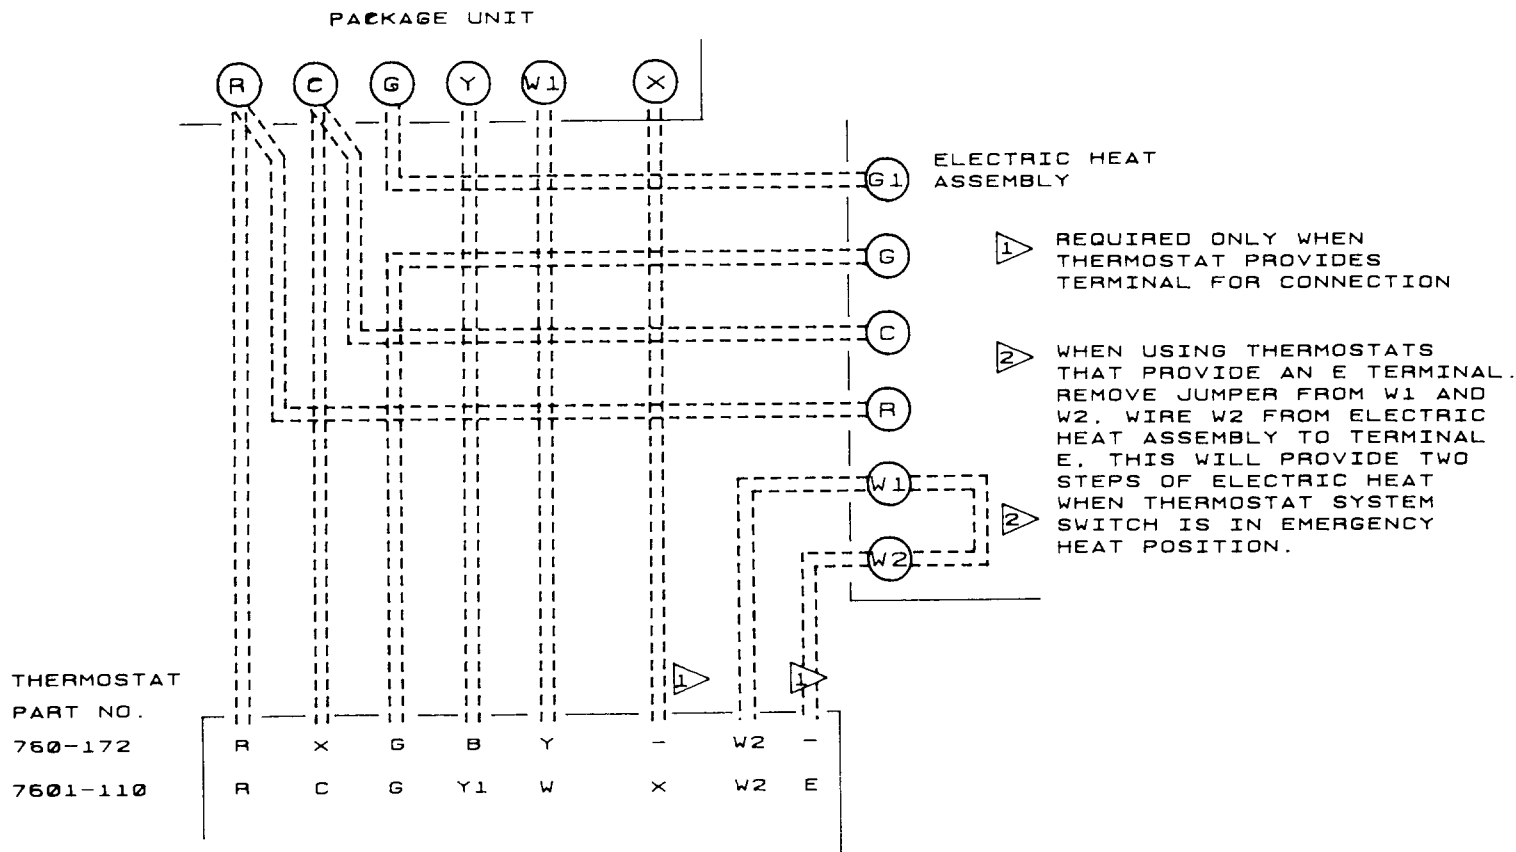 PACKAGE UNIT
R C G Y W1 X
G1
ELECTRIC HEAT
ASSEMBLY
G
1
REQUIRED ONLY WHEN
THERMOSTAT PROVIDES
TERMINAL FOR CONNECTION
C
2
WHEN USING THERMOSTATS
THAT PROVIDE AN E TERMINAL.
REMOVE JUMPER FROM W1 AND
W2. WIRE W2 FROM ELECTRIC
HEAT ASSEMBLY TO TERMINAL
E. THIS WILL PROVIDE TWO
STEPS OF ELECTRIC HEAT
WHEN THERMOSTAT SYSTEM
SWITCH IS IN EMERGENCY
HEAT POSITION.
R
W1
2
W2
1 1
THERMOSTAT
PART NO.
760-172 R X G B Y - W2 -
7601-110 R C G Y1 W X W2 E